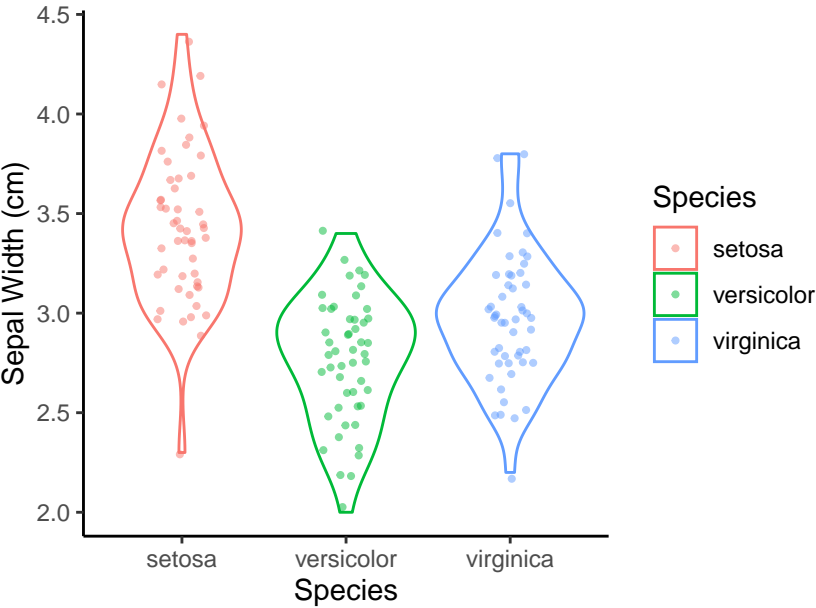 4.5
4.0
3.5
3.0
2.5
2.0
Sepal Width (cm)
setosa versicolor virginica
Species
Species
setosa
versicolor
virginica